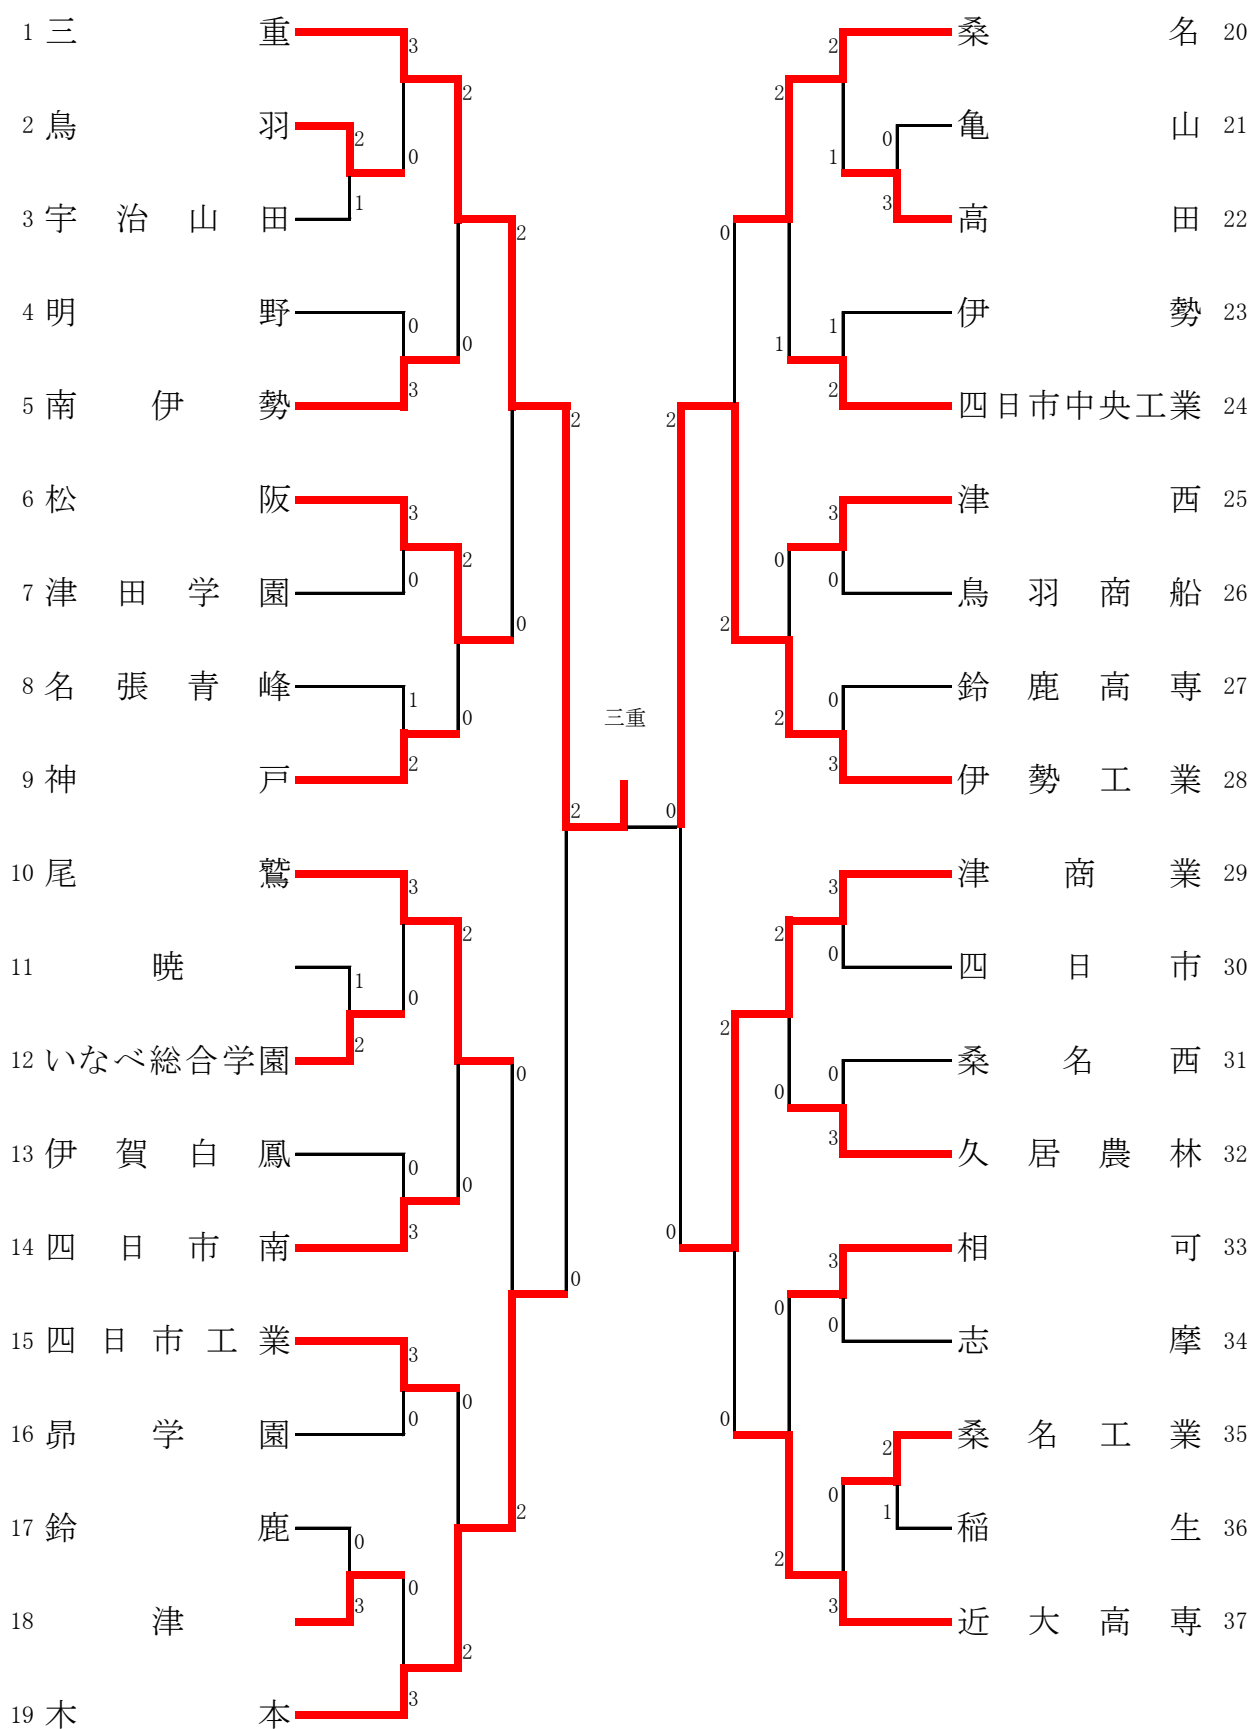 1 三重
2 鳥羽
3 宇治山田
4 明野
5 南伊勢
6 松阪
7 津田学園
8 名張青峰
9 神戸
10 尾鷲
11 暁
12 いなべ総合学園
13 伊賀白鳳
14 四日市南
15 四日市工業
16 昴学園
17 鈴鹿
18 津
19 木本
3
0
2
1
0
3
3
0
1
2
3
0
1
2
0
3
3
0
0
0
3
3
2
0
2
0
2
0
0
2
2
0
0
2
2
0
2
三重
0
2
0
0
2
2
0
2
1
0
2
2
0
0
2
2
1
0
3
1
2
3
0
0
3
3
0
0
3
3
0
0
2
1
3
桑名 20
亀山 21
高田 22
伊勢 23
四日市中央工業 24
津西 25
鳥羽商船 26
鈴鹿高専 27
伊勢工業 28
津商業 29
四日市 30
桑名西 31
久居農林 32
相可 33
志摩 34
桑名工業 35
稲生 36
近大高専 37